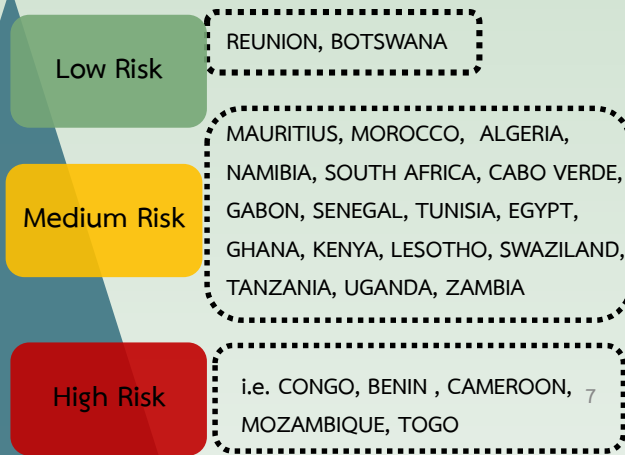 Low Risk
REUNION, BOTSWANA
Medium Risk
MAURITIUS, MOROCCO, ALGERIA,
NAMIBIA, SOUTH AFRICA, CABO VERDE,
GABON, SENEGAL, TUNISIA, EGYPT,
GHANA, KENYA, LESOTHO, SWAZILAND,
TANZANIA, UGANDA, ZAMBIA
High Risk
i.e. CONGO, BENIN , CAMEROON,
MOZAMBIQUE, TOGO
7